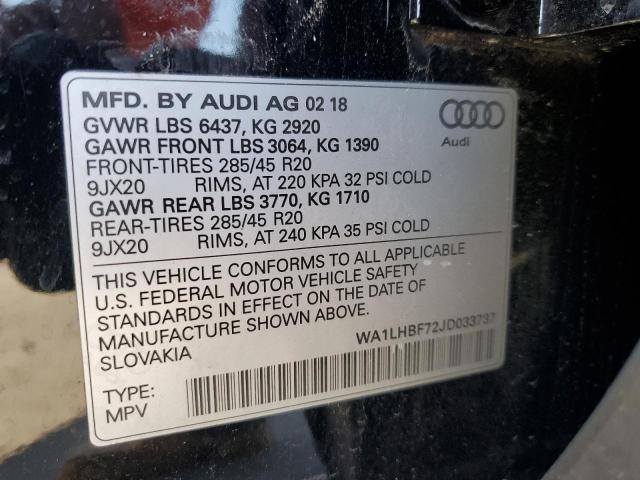 MFD. BY AUDI AG 02 18
GVWR LBS 6437, KG 2920
GAWR FRONT LBS 3064, KG 1390
FRONT-TIRES 285/45 R20
9JX20 RIMS, AT 220 KPA 32 PSI COLD
GAWR REAR LBS 3770, KG 1710
REAR-TIRES 285/45 R20
9JX20 RIMS, AT 240 KPA 35 PSI COLD
Audi
THIS VEHICLE CONFORMS TO ALL APPLICABLE
U.S. FEDERAL MOTOR VEHICLE SAFETY
STANDARDS IN EFFECT ON THE DATE OF
MANUFACTURE SHOWN ABOVE.
SLOVAKIA
WA1LHBF72JD033737
TYPE:
MPV